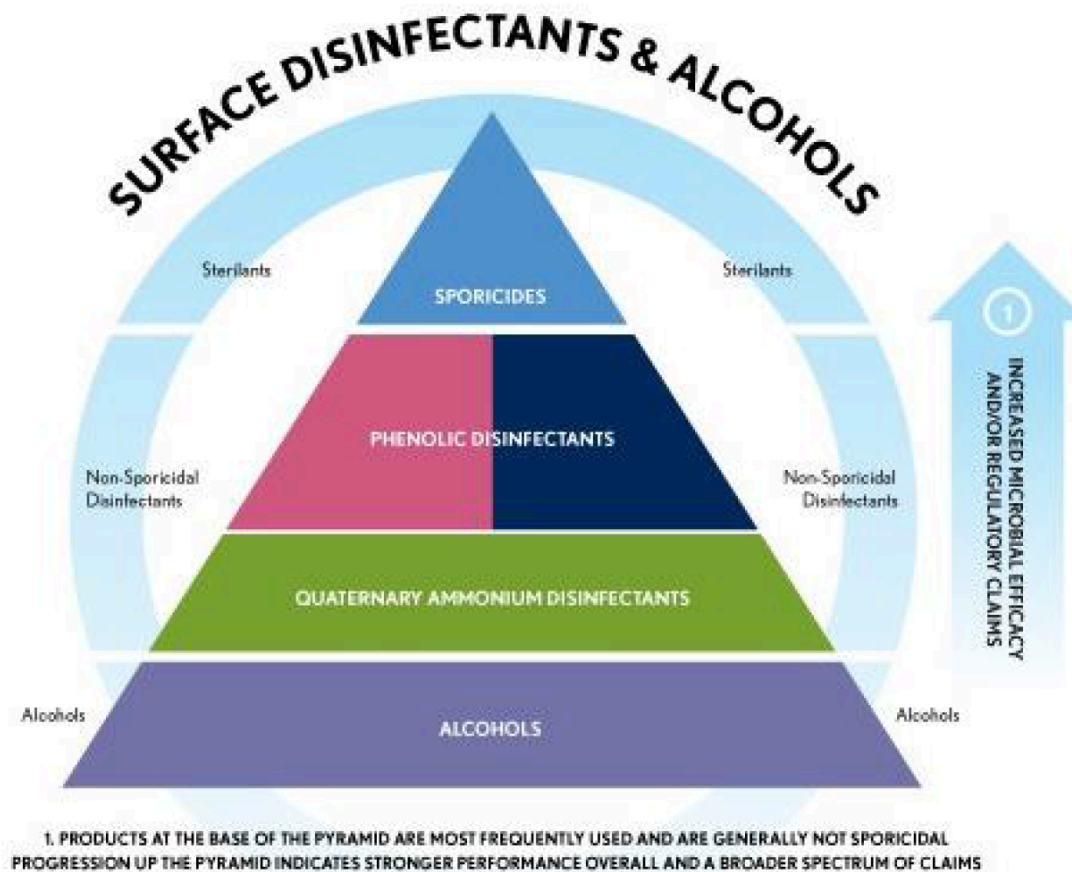 SURFACE DISINFECTANTS & ALCOHOLS
Sterilants
Sterilants
SPORICIDES
1
INCREASED MICROBIAL EFFICACY
AND/OR REGULATORY CLAIMS
PHENOLIC DISINFECTANTS
Non-Sporicidal
Disinfectants
Non-Sporicidal
Disinfectants
QUATERNARY AMMONIUM DISINFECTANTS
Alcohols
ALCOHOLS
Alcohols
1. PRODUCTS AT THE BASE OF THE PYRAMID ARE MOST FREQUENTLY USED AND ARE GENERALLY NOT SPORICIDAL
PROGRESSION UP THE PYRAMID INDICATES STRONGER PERFORMANCE OVERALL AND A BROADER SPECTRUM OF CLAIMS